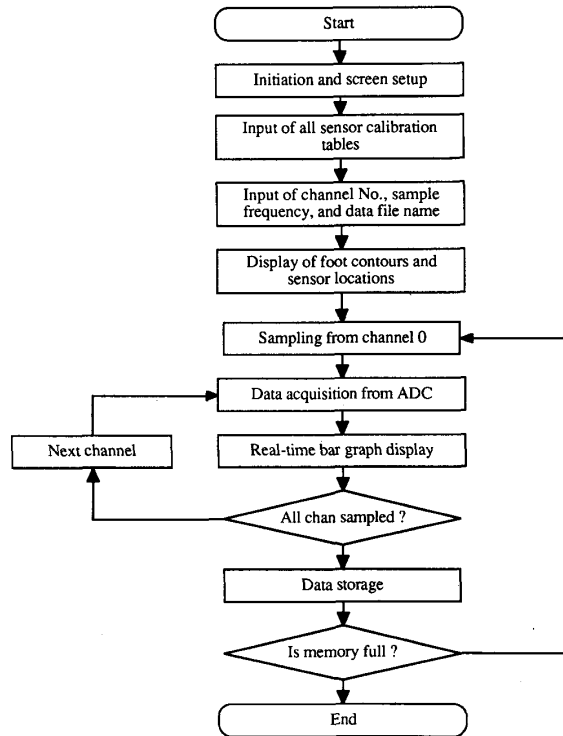 Start
Initiation and screen setup
Input of all sensor calibration
tables
Input of channel No., sample
frequency, and data file name
Display of foot contours and
sensor locations
Sampling from channel 0
Data acquisition from ADC
Next channel
Real-time bar graph display
All chan sampled ?
Data storage
Is memory full ?
End